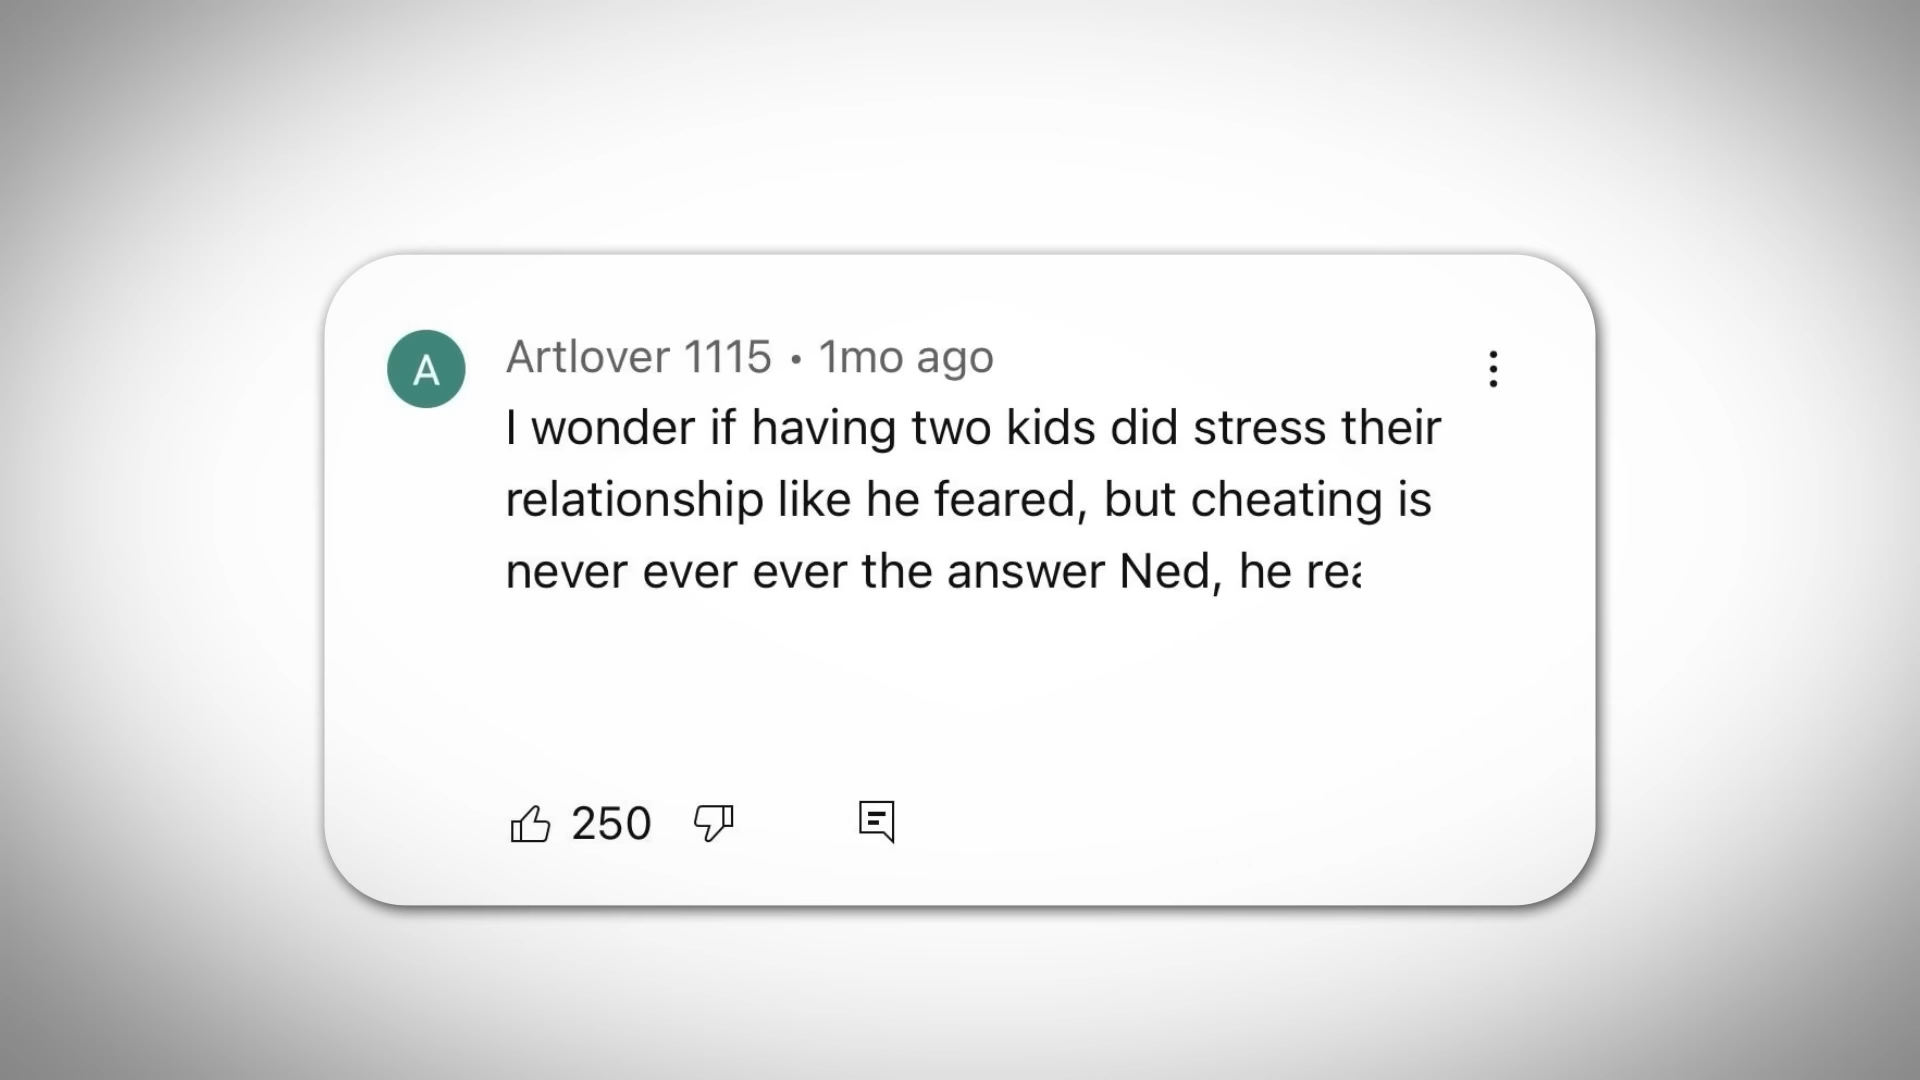 A
Artlover 1115 • 1mo ago
I wonder if having two kids did stress their
relationship like he feared, but cheating is
never ever ever the answer Ned, he
250